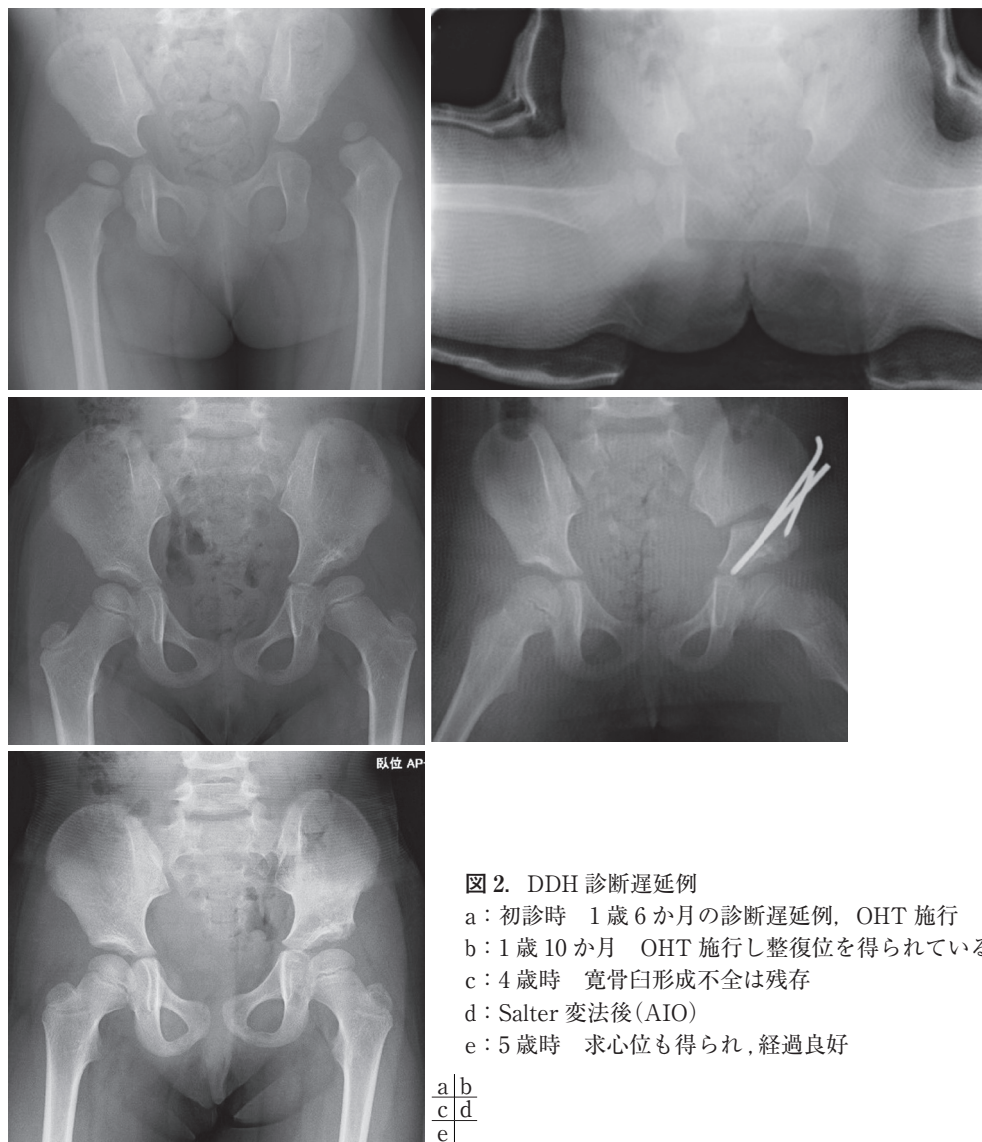 臥位 AP
図 2. DDH 診断遅延例
a：初診時　1 歳 6 か月の診断遅延例，OHT 施行
b：1 歳 10 か月　OHT 施行し整復位を得られている
c：4 歳時　寛骨臼形成不全は残存
d：Salter 変法後(AIO)
e：5 歳時　求心位も得られ，経過良好
a b
c d
e